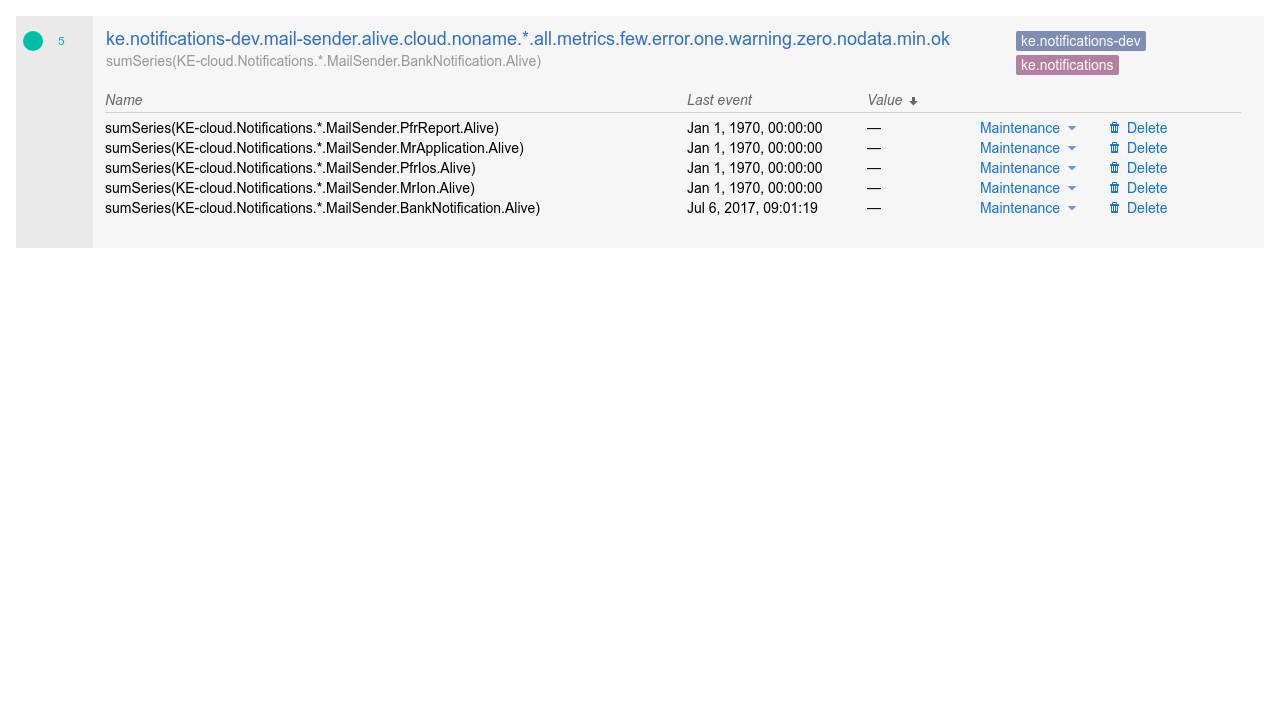 5
ke.notifications-dev.mail-sender.alive.cloud.noname.*.all.metrics.few.error.one.warning.zero.nodata.min.ok
sumSeries(KE-cloud.Notifications.*.MailSender.BankNotification.Alive)
ke.notifications-dev
ke.notifications
Name Last event Value
sumSeries(KE-cloud.Notifications.*.MailSender.PfrReport.Alive) Jan 1, 1970, 00:00:00 — Maintenance Delete
sumSeries(KE-cloud.Notifications.*.MailSender.MrApplication.Alive) Jan 1, 1970, 00:00:00 — Maintenance Delete
sumSeries(KE-cloud.Notifications.*.MailSender.PfrIos.Alive) Jan 1, 1970, 00:00:00 — Maintenance Delete
sumSeries(KE-cloud.Notifications.*.MailSender.MrIon.Alive) Jan 1, 1970, 00:00:00 — Maintenance Delete
sumSeries(KE-cloud.Notifications.*.MailSender.BankNotification.Alive) Jul 6, 2017, 09:01:19 — Maintenance Delete